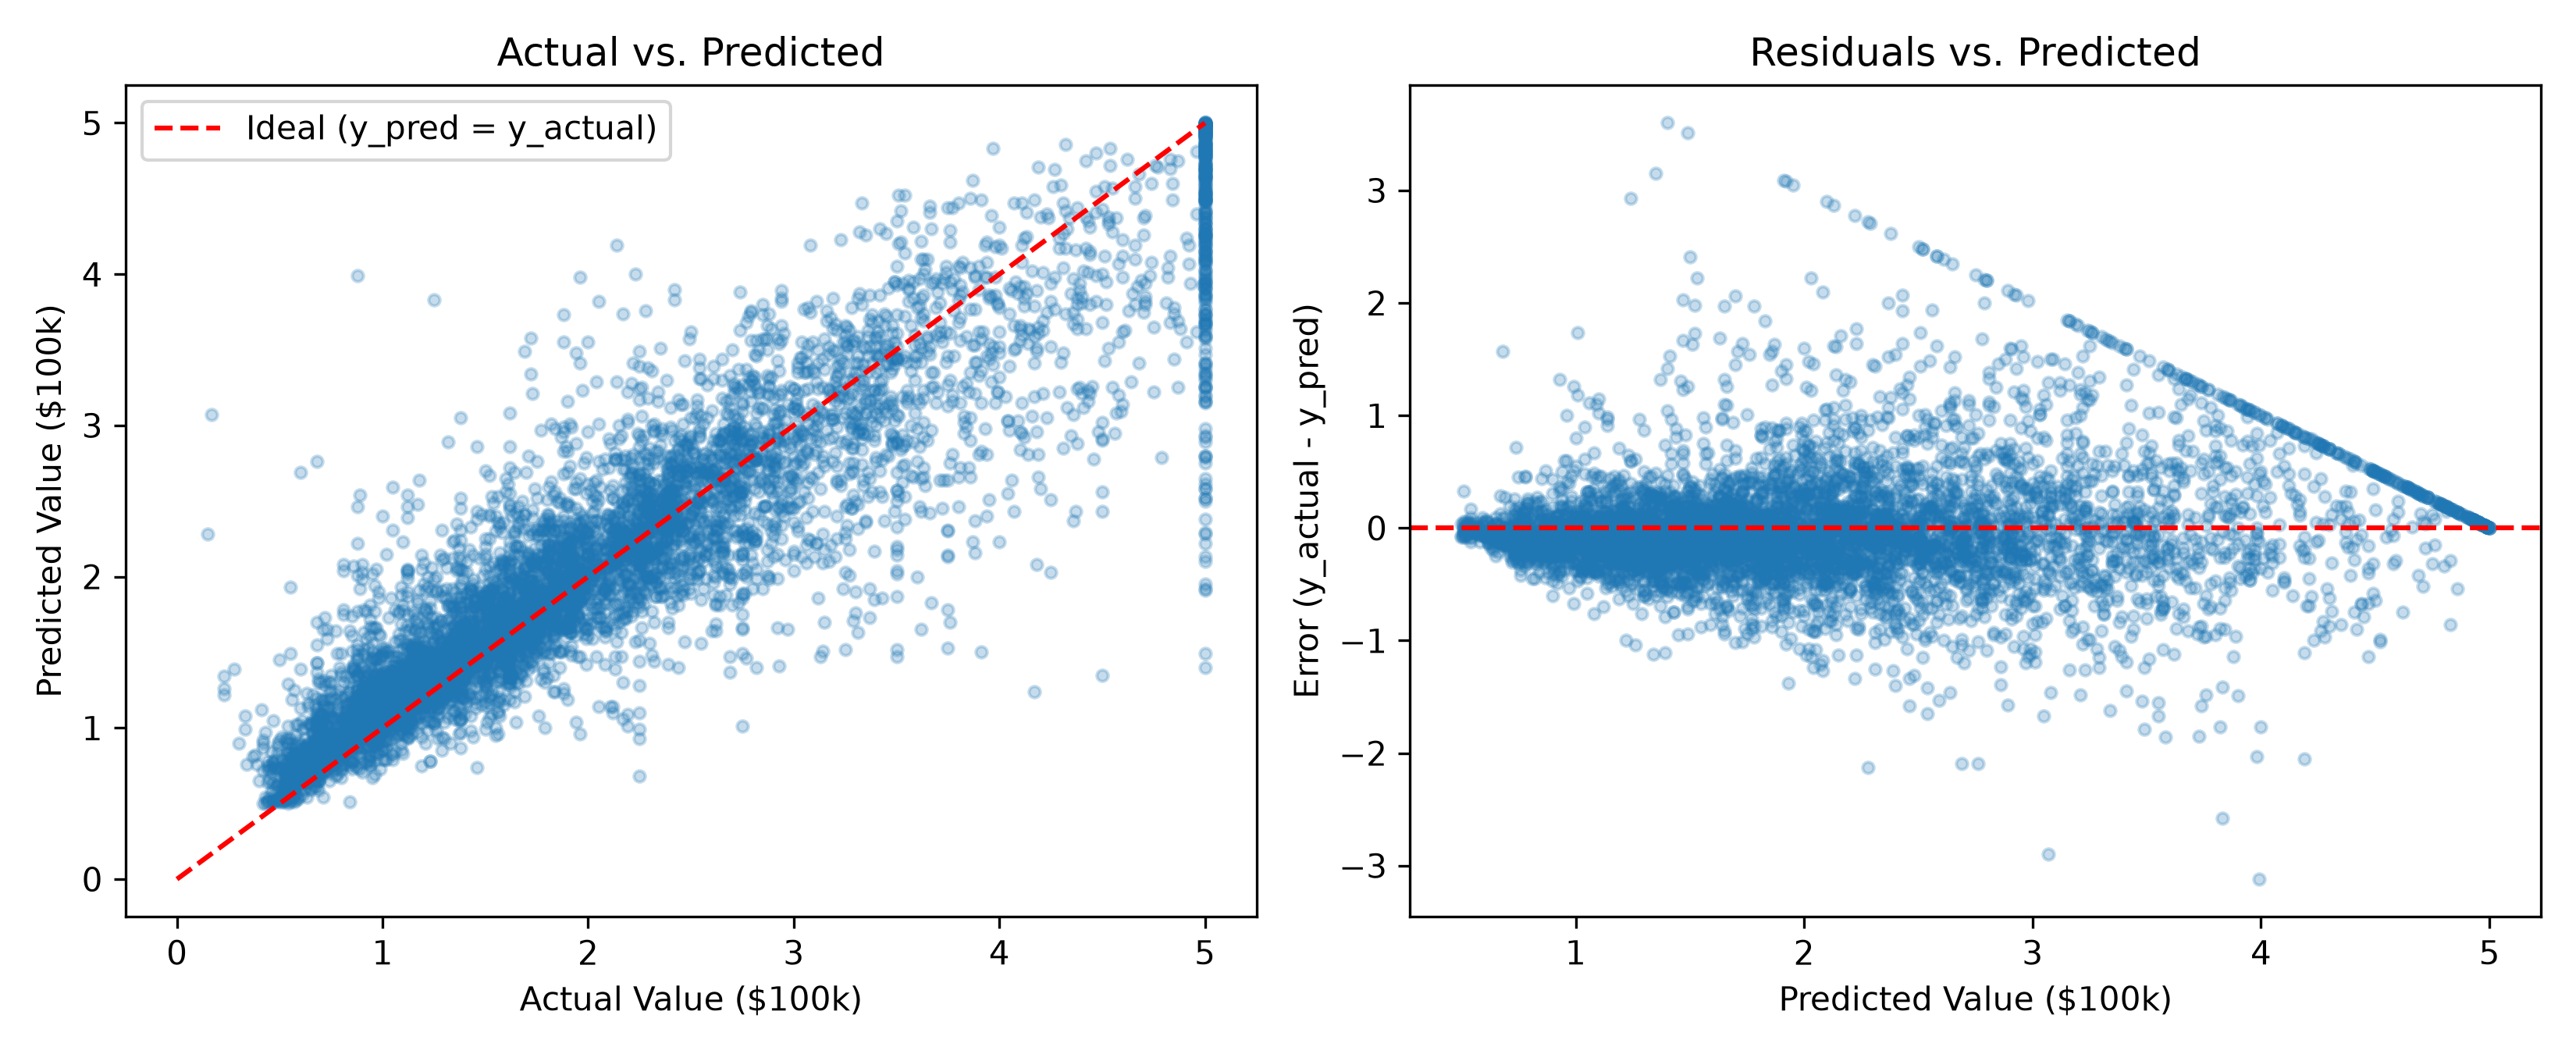 Actual vs. Predicted
Ideal (y_pred = y_actual)
Predicted Value ($100k)
5
4
3
2
1
0
0 1 2 3 4 5
Actual Value ($100k)
Residuals vs. Predicted
Error (y_actual - y_pred)
3
2
1
0
−1
−2
−3
1 2 3 4 5
Predicted Value ($100k)